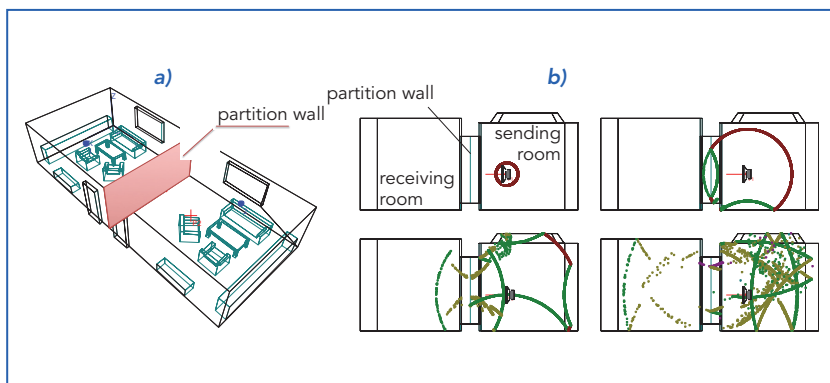 a)
partition wall
b)
partition wall
sending
room
receiving
room